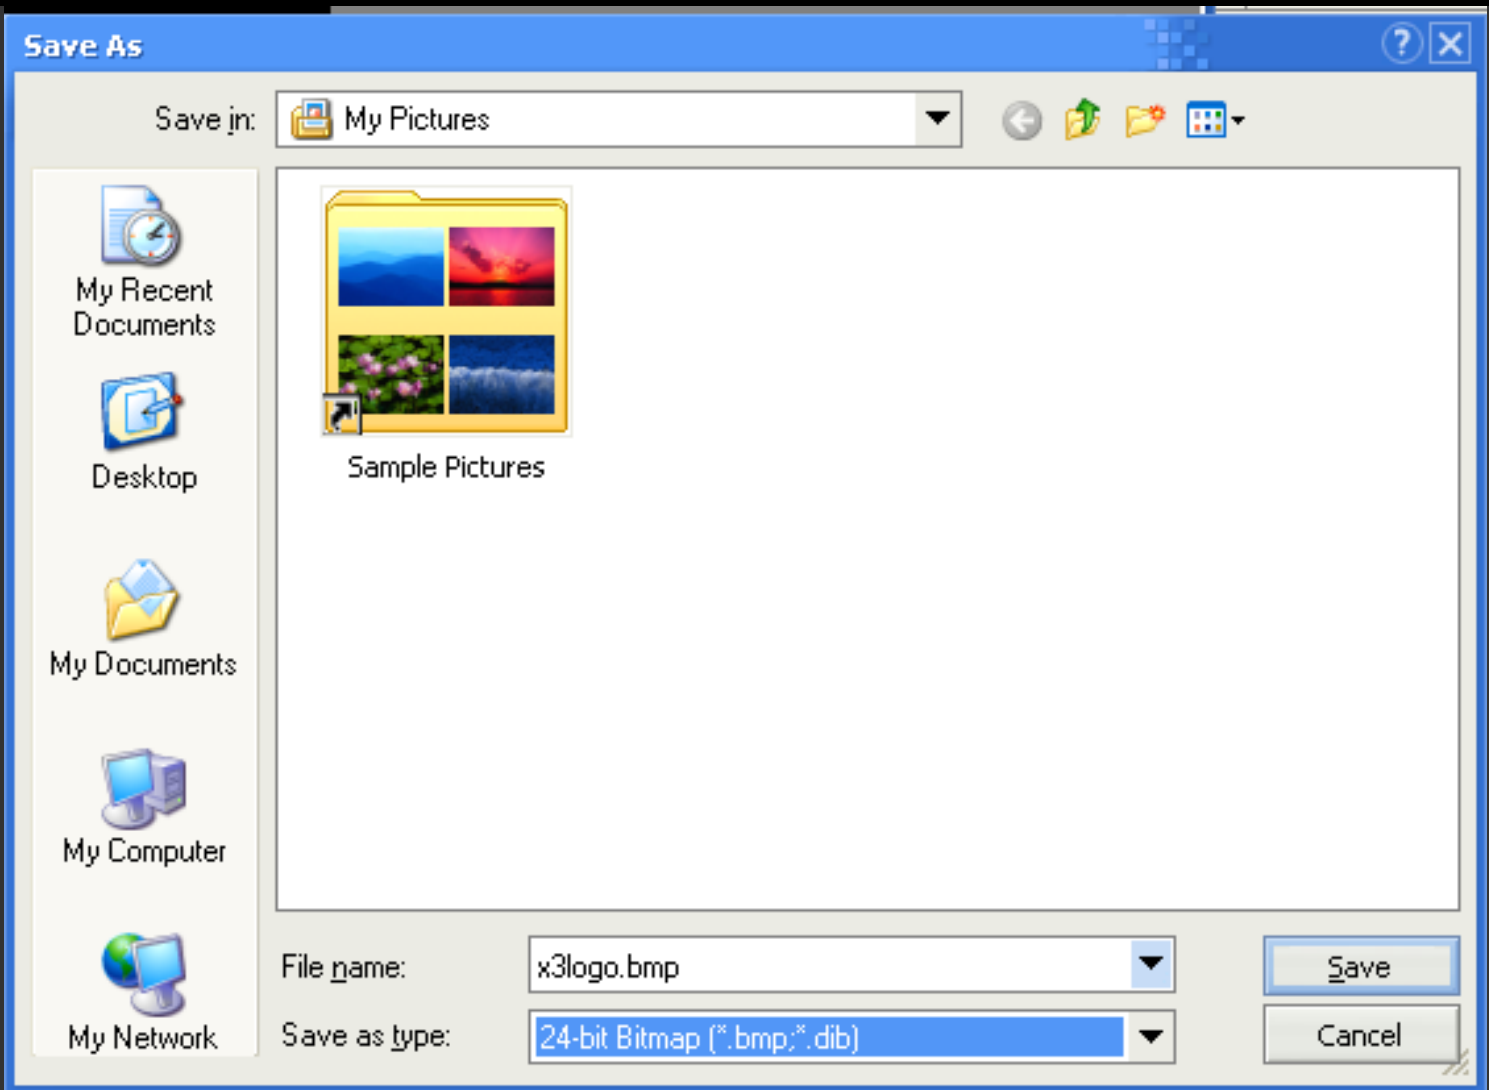 Save As
Save in:
My Pictures
My Recent
Documents
Desktop
My Documents
My Computer
My Network
Sample Pictures
File name:
x3logo.bmp
Save
Save as type:
24-bit Bitmap (*.bmp;*.dib)
Cancel